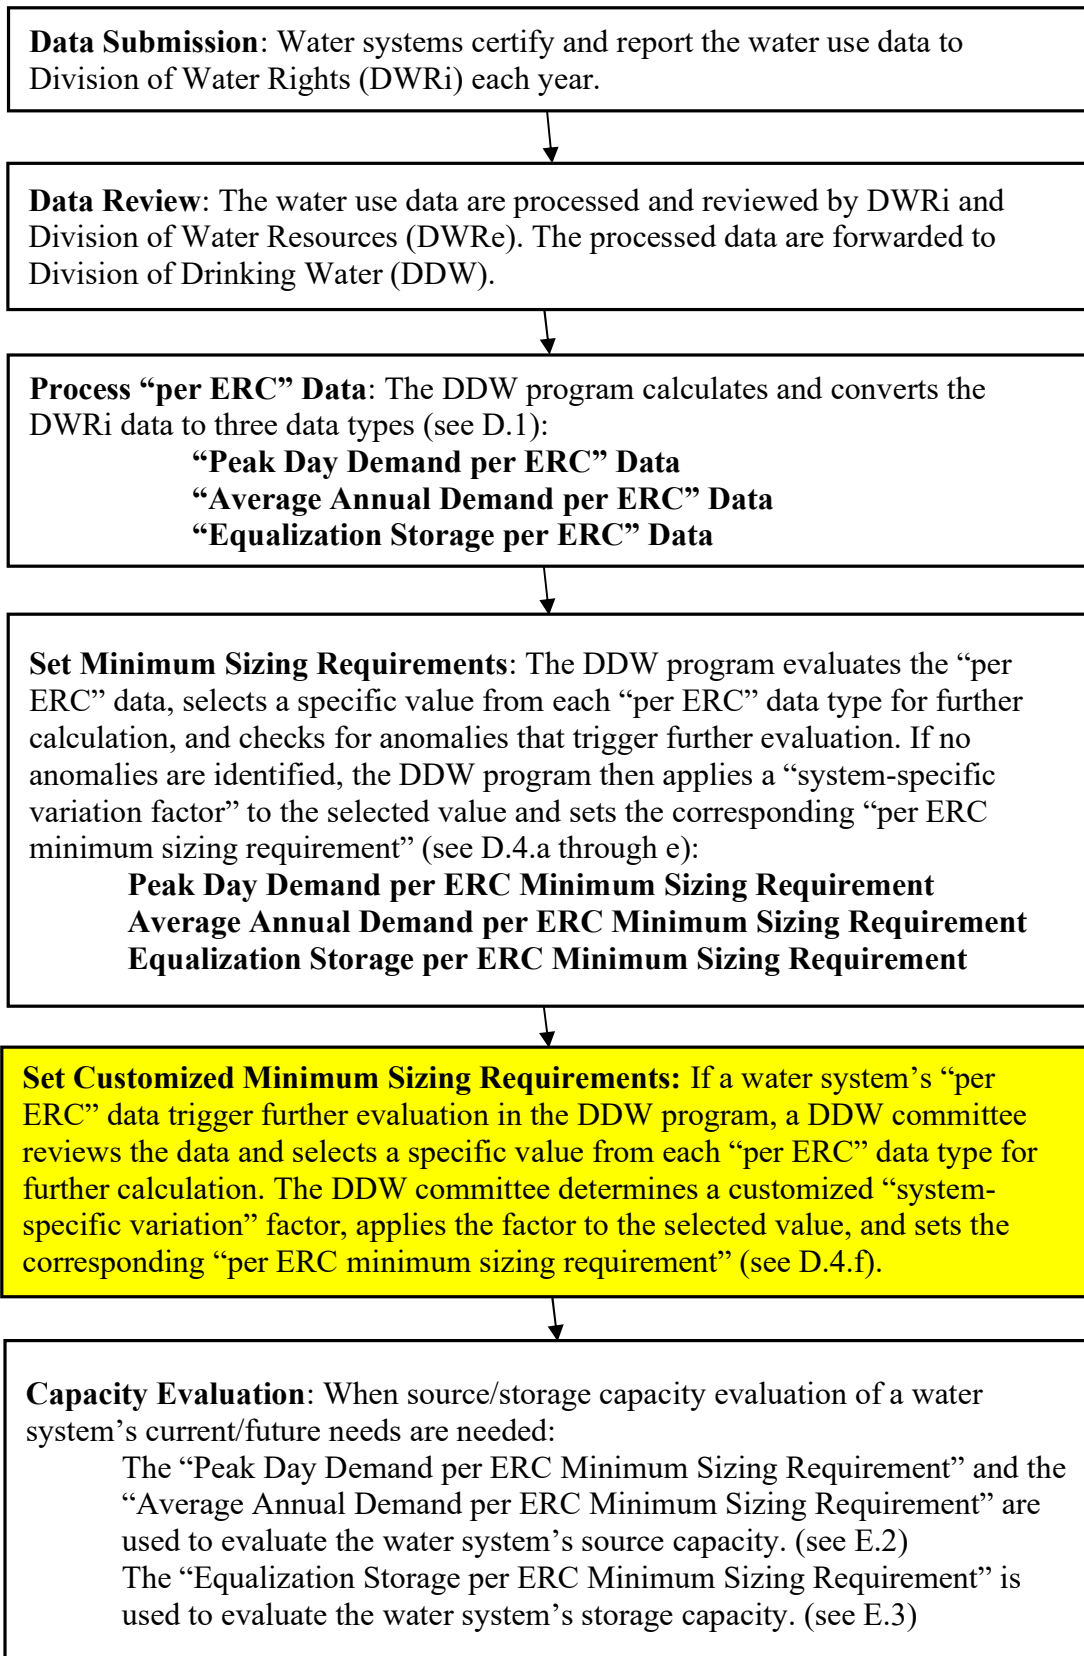 Data Submission: Water systems certify and report the water use data to
Division of Water Rights (DWRi) each year.
Data Review: The water use data are processed and reviewed by DWRi and
Division of Water Resources (DWRe). The processed data are forwarded to
Division of Drinking Water (DDW).
Process “per ERC” Data: The DDW program calculates and converts the
DWRi data to three data types (see D.1):
“Peak Day Demand per ERC” Data
“Average Annual Demand per ERC” Data
“Equalization Storage per ERC” Data
Set Minimum Sizing Requirements: The DDW program evaluates the “per
ERC” data, selects a specific value from each “per ERC” data type for further
calculation, and checks for anomalies that trigger further evaluation. If no
anomalies are identified, the DDW program then applies a “system-specific
variation factor” to the selected value and sets the corresponding “per ERC
minimum sizing requirement” (see D.4.a through e):
Peak Day Demand per ERC Minimum Sizing Requirement
Average Annual Demand per ERC Minimum Sizing Requirement
Equalization Storage per ERC Minimum Sizing Requirement
Set Customized Minimum Sizing Requirements: If a water system’s “per
ERC” data trigger further evaluation in the DDW program, a DDW committee
reviews the data and selects a specific value from each “per ERC” data type for
further calculation. The DDW committee determines a customized “system-
specific variation” factor, applies the factor to the selected value, and sets the
corresponding “per ERC minimum sizing requirement” (see D.4.f).
Capacity Evaluation: When source/storage capacity evaluation of a water
system’s current/future needs are needed:
The “Peak Day Demand per ERC Minimum Sizing Requirement” and the
“Average Annual Demand per ERC Minimum Sizing Requirement” are
used to evaluate the water system’s source capacity. (see E.2)
The “Equalization Storage per ERC Minimum Sizing Requirement” is
used to evaluate the water system’s storage capacity. (see E.3)